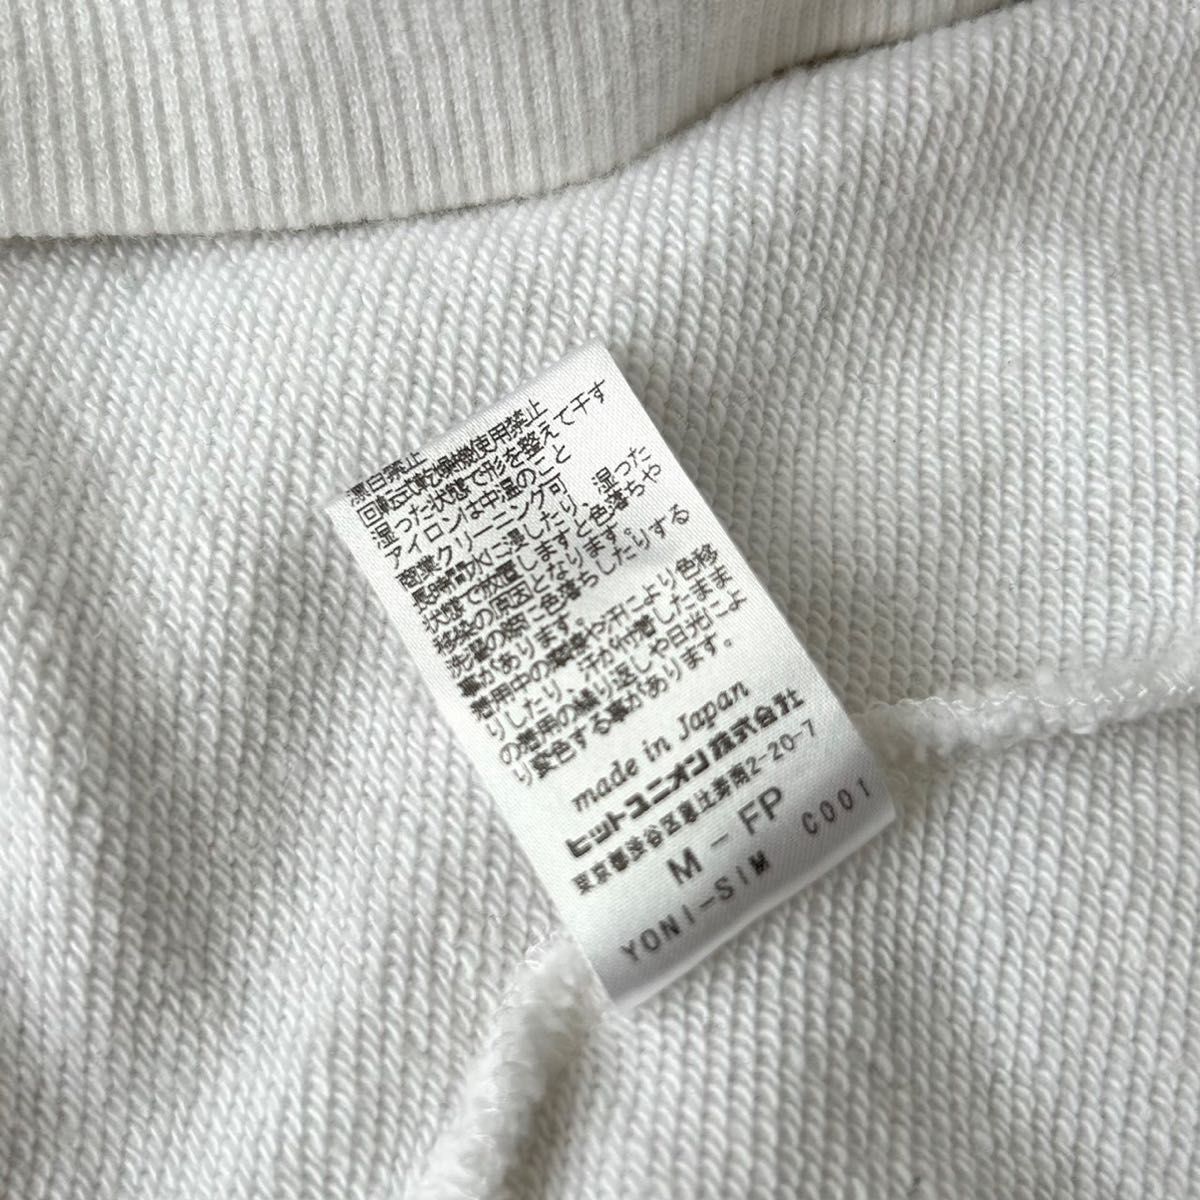 漂白禁止
回転式乾燥機使用禁止
湿った状態で形を整えて干す
アイロンは中温のこと
商業クリーニング可
長時間水に浸したり、湿った
状態で放置しますと色落ちや
移染の原因となります。
洗濯の際に色落ちしたりする
事があります。
着用中の摩擦や汗により色移
りしたり、汗が付着したまま
の着用の繰り返しや日光によ
り変色する事があります。
made in Japan
ヒットユニオン株式会社
東京都渋谷区恵比寿南2-20-7
M - FP
YONI-SIM C001